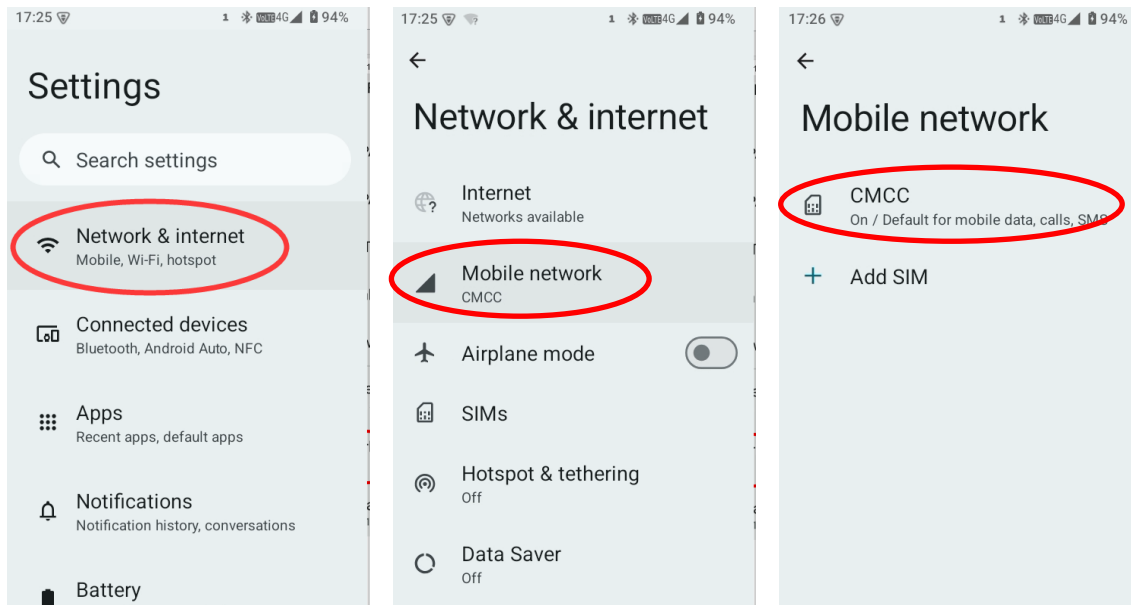 17:25
1 VoLTE 4G 94%
Settings
Search settings
Network & internet
Mobile, Wi-Fi, hotspot
Connected devices
Bluetooth, Android Auto, NFC
Apps
Recent apps, default apps
Notifications
Notification history, conversations
Battery
17:25
1 VoLTE 4G 94%
Network & internet
Internet
Networks available
Mobile network
CMCC
Airplane mode
SIMs
Hotspot & tethering
Off
Data Saver
Off
17:26
1 VoLTE 4G 94%
Mobile network
CMCC
On / Default for mobile data, calls, SMS
Add SIM